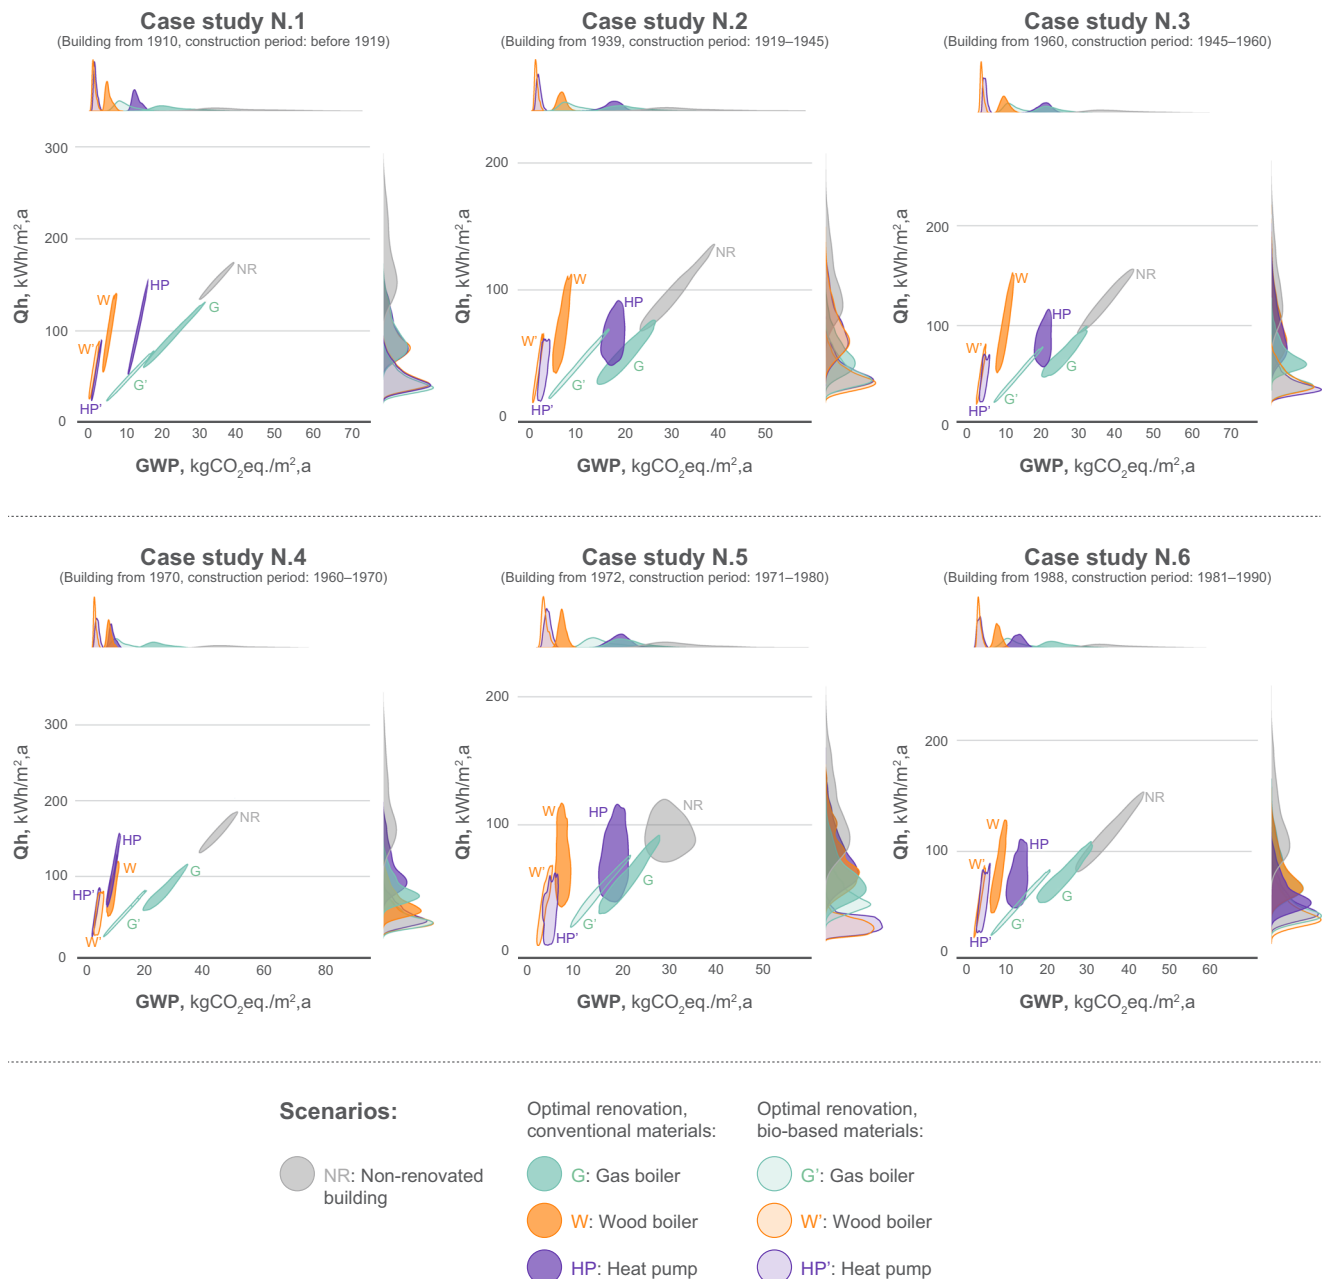 Case study N.1
(Building from 1910, construction period: before 1919)
300
200
100
0
Qh, kWh/m²,a
W
W'
HP
HP'
G
G'
NR
0 10 20 30 40 50 60 70
GWP, kgCO₂eq./m²,a
Case study N.2
(Building from 1939, construction period: 1919–1945)
200
100
0
Qh, kWh/m²,a
W
W'
HP
HP'
G
G'
NR
0 10 20 30 40 50
GWP, kgCO₂eq./m²,a
Case study N.3
(Building from 1960, construction period: 1945–1960)
200
100
0
Qh, kWh/m²,a
W
W'
HP
HP'
G
G'
NR
0 10 20 30 40 50 60 70
GWP, kgCO₂eq./m²,a
Case study N.4
(Building from 1970, construction period: 1960–1970)
300
200
100
0
Qh, kWh/m²,a
HP
W
HP'
W'
G
G'
NR
0 20 40 60 80
GWP, kgCO₂eq./m²,a
Case study N.5
(Building from 1972, construction period: 1971–1980)
200
100
0
Qh, kWh/m²,a
W
W'
HP
HP'
G
G'
NR
0 10 20 30 40 50
GWP, kgCO₂eq./m²,a
Case study N.6
(Building from 1988, construction period: 1981–1990)
200
100
0
Qh, kWh/m²,a
W
W'
HP
HP'
G
G'
NR
0 10 20 30 40 50 60
GWP, kgCO₂eq./m²,a
Scenarios:
NR: Non-renovated
building
Optimal renovation,
conventional materials:
G: Gas boiler
W: Wood boiler
HP: Heat pump
Optimal renovation,
bio-based materials:
G': Gas boiler
W': Wood boiler
HP': Heat pump